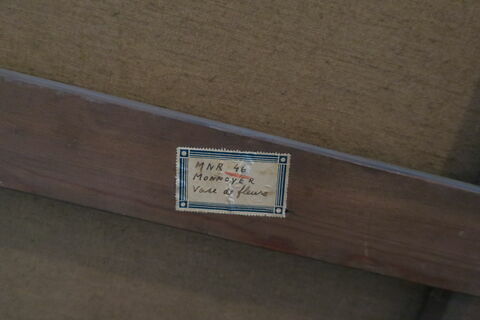 MNR 46
MONNOYER
Vase de fleurs